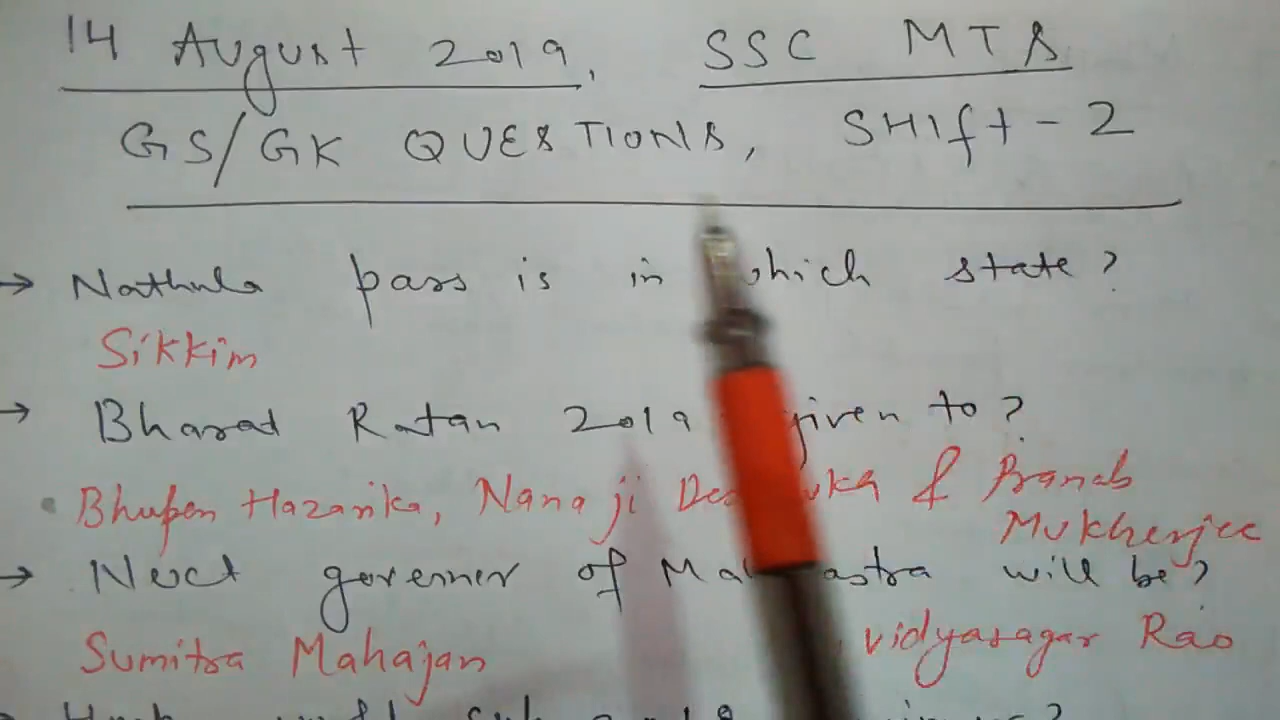 14 August 2019, SSC MTS
GS/GK QUESTIONS, SHIft-2
→ Nathula pass is in which state?
Sikkim
→ Bharat Ratan 2019 given to?
Bhupen Hazarika, Nana ji & Pranab
Mukherjee
→ Next governer of will be?
Sumitra Mahajan, vidyasagar Rao